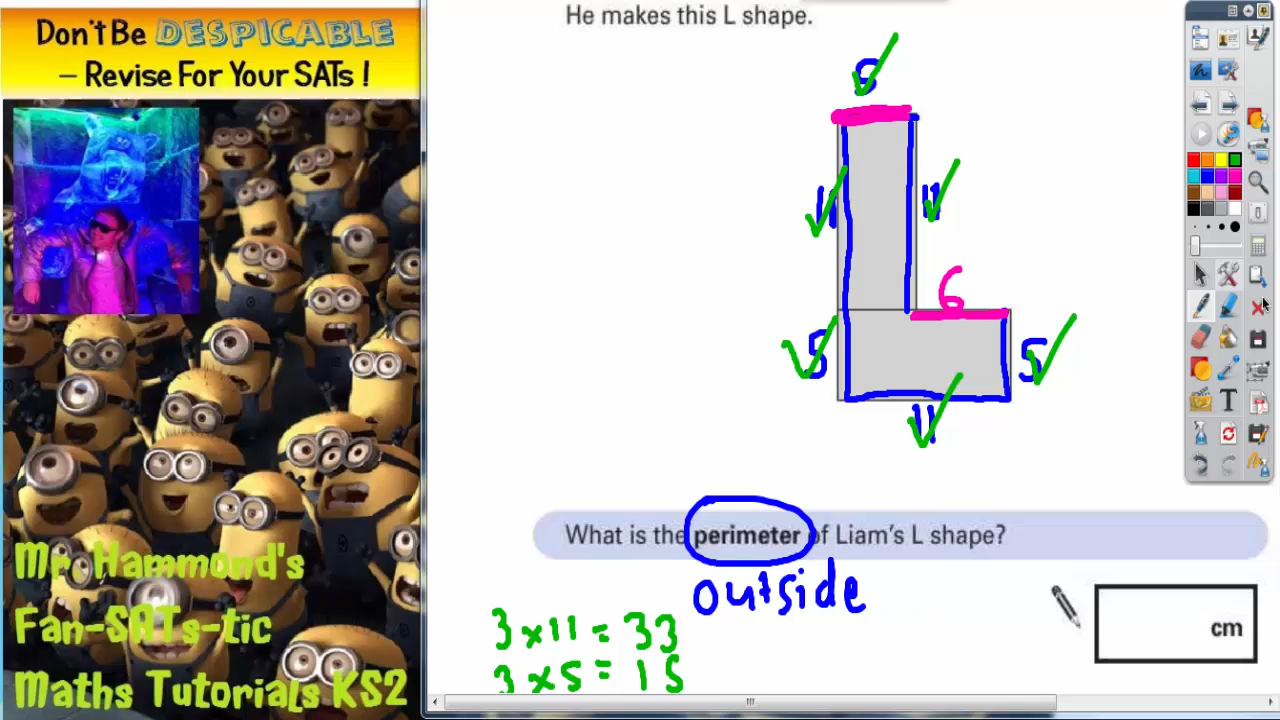 Don't Be DESPICABLE
– Revise For Your SATs !
Mr Hammond's
Fan-SATs-tic
Maths Tutorials KS2
He makes this L shape.
5
11
11
6
5
5
11
What is the perimeter of Liam's L shape?
outside
3 x 11 = 33
3 x 5 = 15
cm